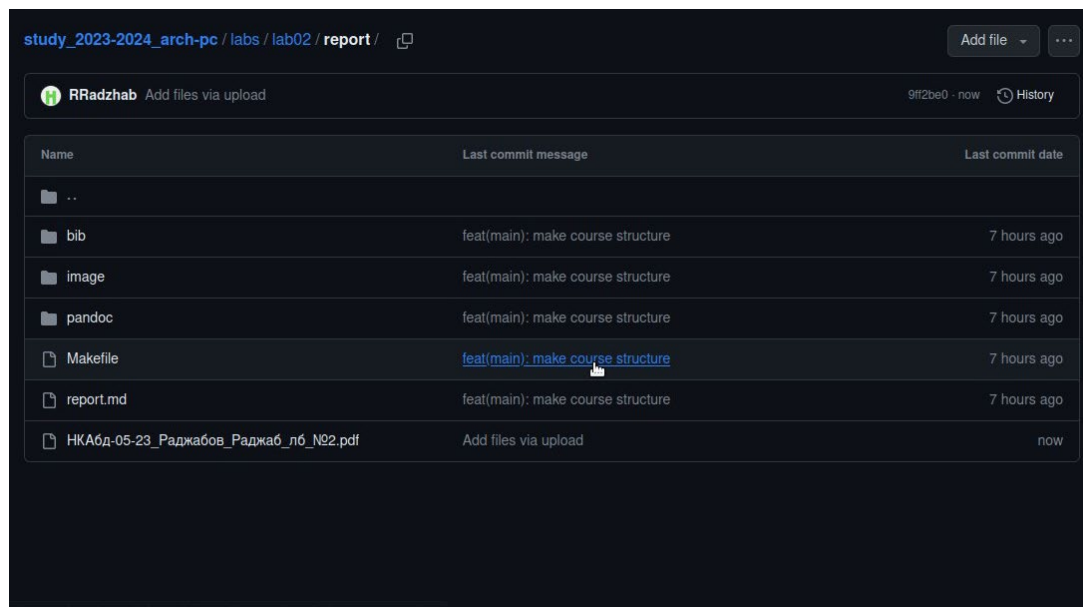 study_2023-2024_arch-pc / labs / lab02 / report / Add file ...
RRadzhab Add files via upload 9ff2be0 · now History
Name Last commit message Last commit date
..
bib feat(main): make course structure 7 hours ago
image feat(main): make course structure 7 hours ago
pandoc feat(main): make course structure 7 hours ago
Makefile feat(main): make course structure 7 hours ago
report.md feat(main): make course structure 7 hours ago
НКАбд-05-23_Раджабов_Раджаб_лб_№2.pdf Add files via upload now